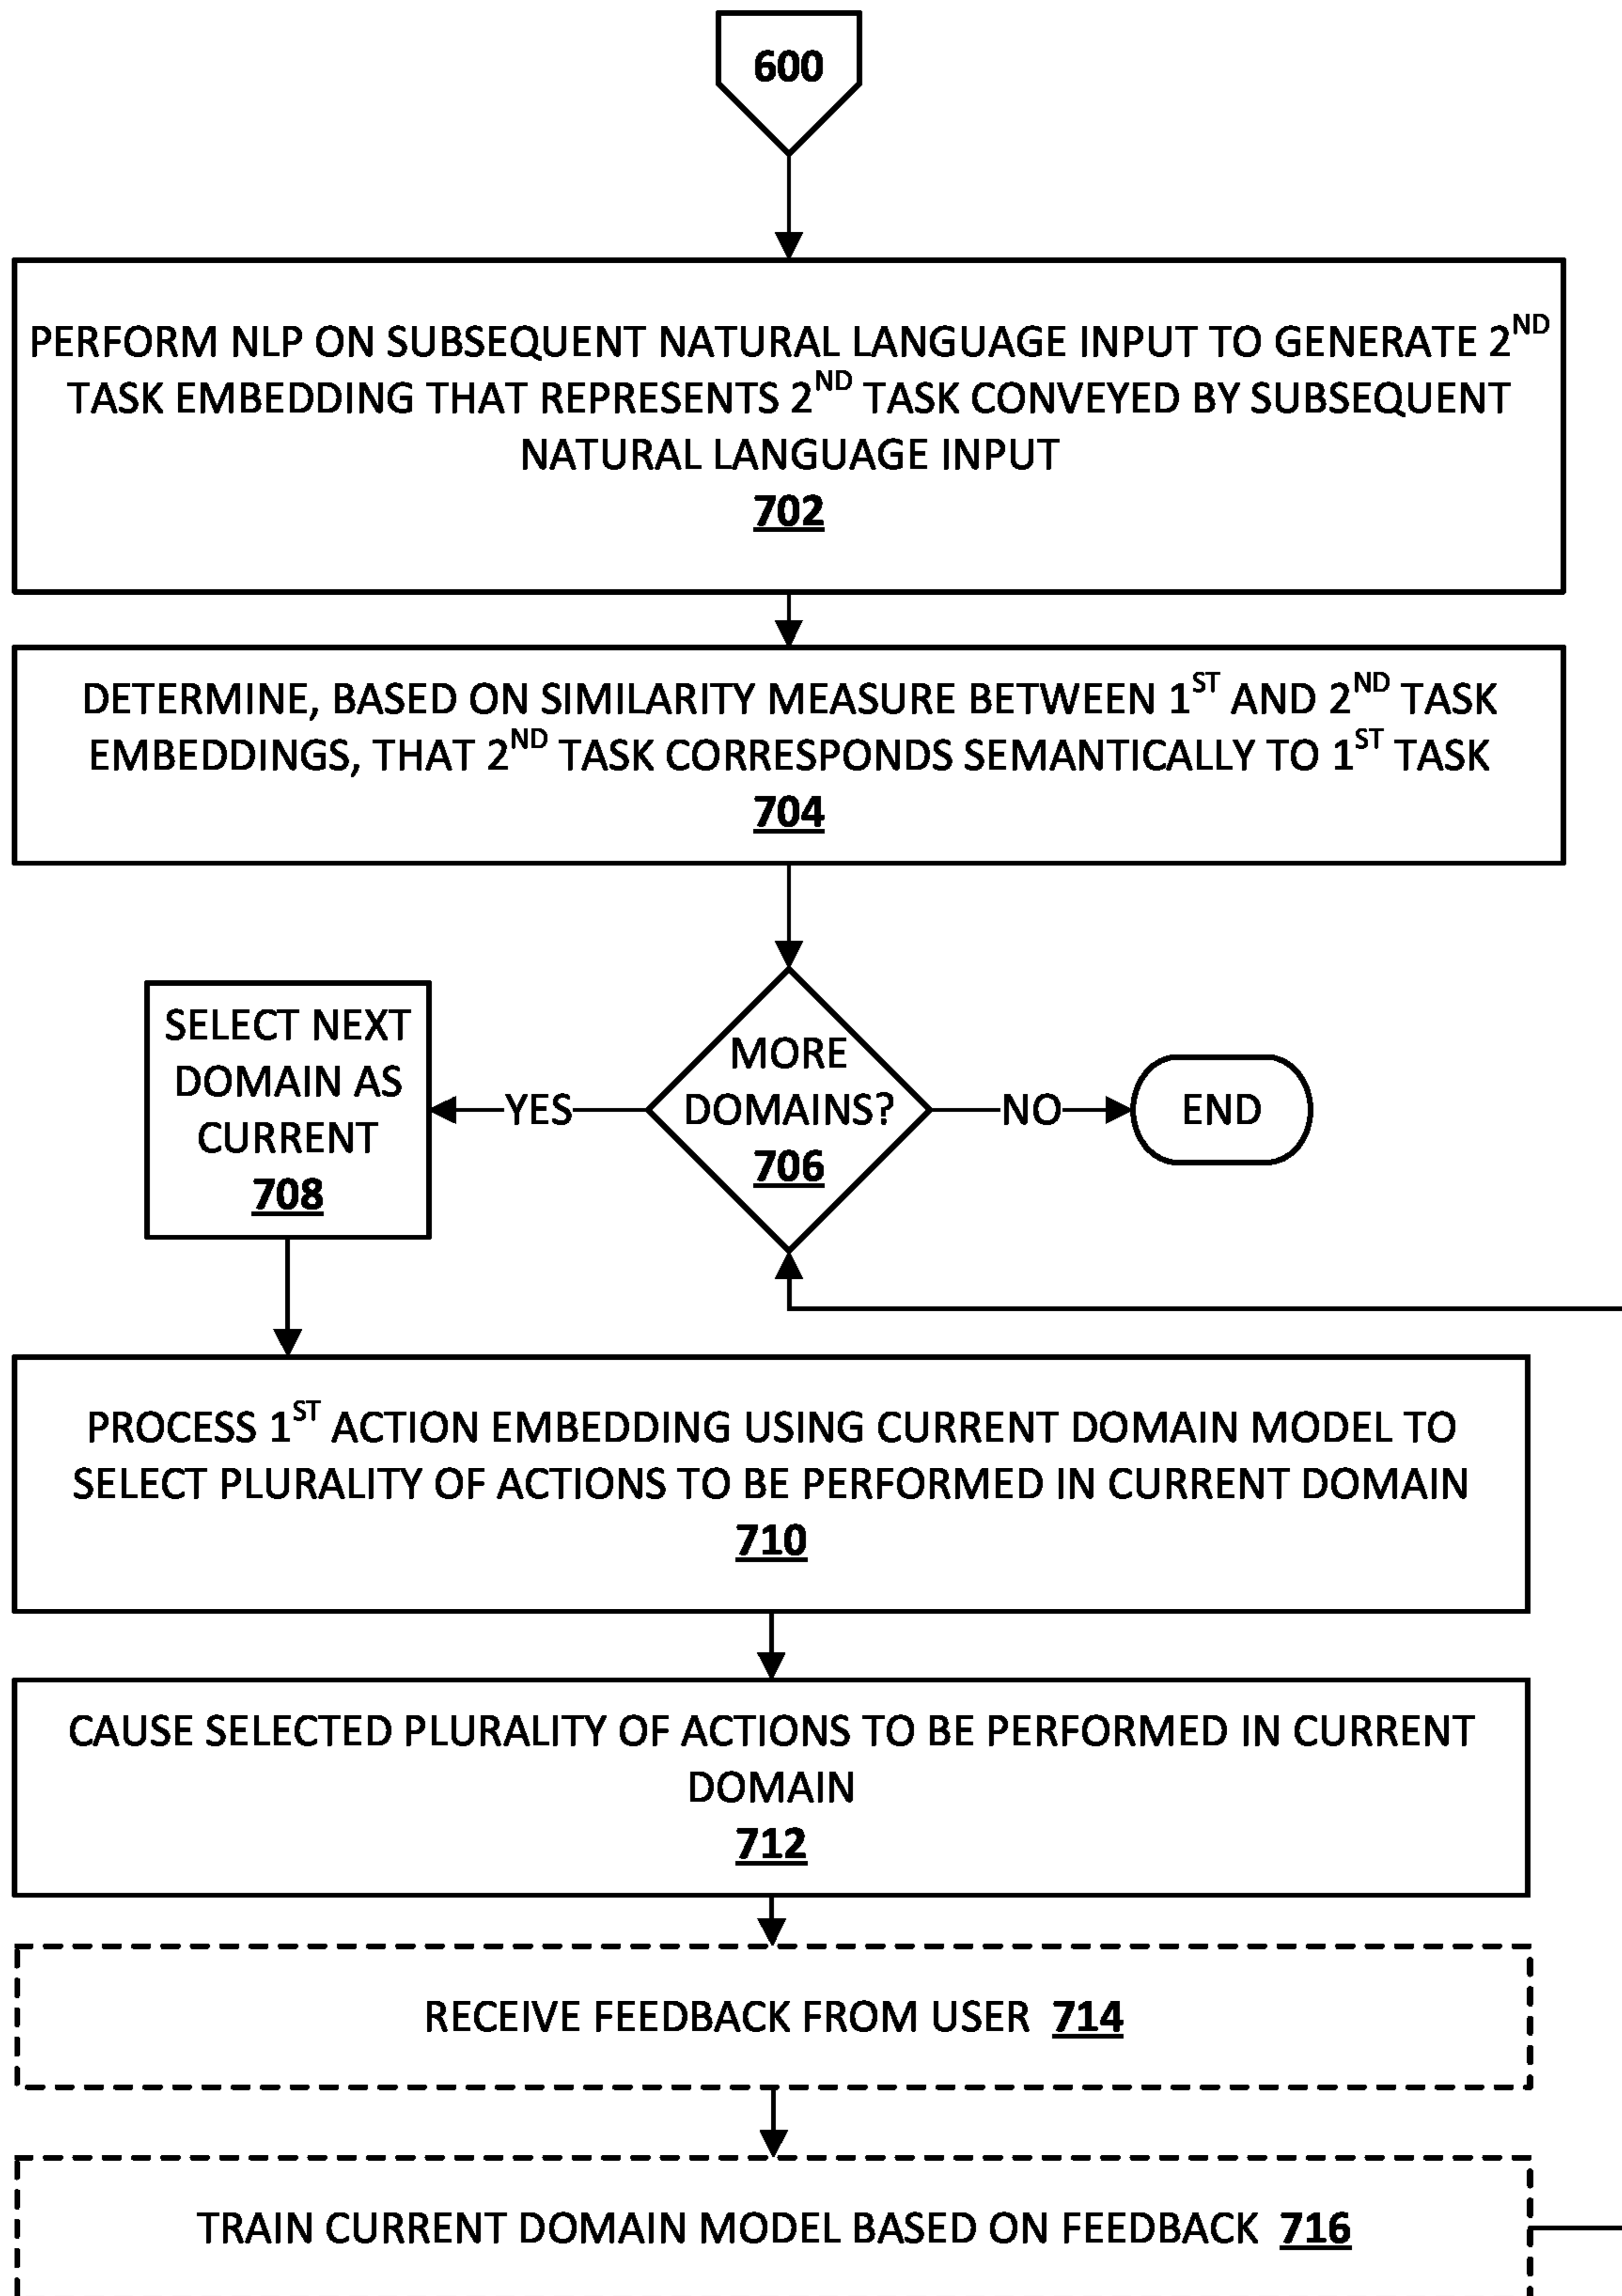 600
PERFORM NLP ON SUBSEQUENT NATURAL LANGUAGE INPUT TO GENERATE 2ND
TASK EMBEDDING THAT REPRESENTS 2ND TASK CONVEYED BY SUBSEQUENT
NATURAL LANGUAGE INPUT
702
DETERMINE, BASED ON SIMILARITY MEASURE BETWEEN 1ST AND 2ND TASK
EMBEDDINGS, THAT 2ND TASK CORRESPONDS SEMANTICALLY TO 1ST TASK
704
MORE
DOMAINS?
706
YES
NO
END
SELECT NEXT
DOMAIN AS
CURRENT
708
PROCESS 1ST ACTION EMBEDDING USING CURRENT DOMAIN MODEL TO
SELECT PLURALITY OF ACTIONS TO BE PERFORMED IN CURRENT DOMAIN
710
CAUSE SELECTED PLURALITY OF ACTIONS TO BE PERFORMED IN CURRENT
DOMAIN
712
RECEIVE FEEDBACK FROM USER 714
TRAIN CURRENT DOMAIN MODEL BASED ON FEEDBACK 716